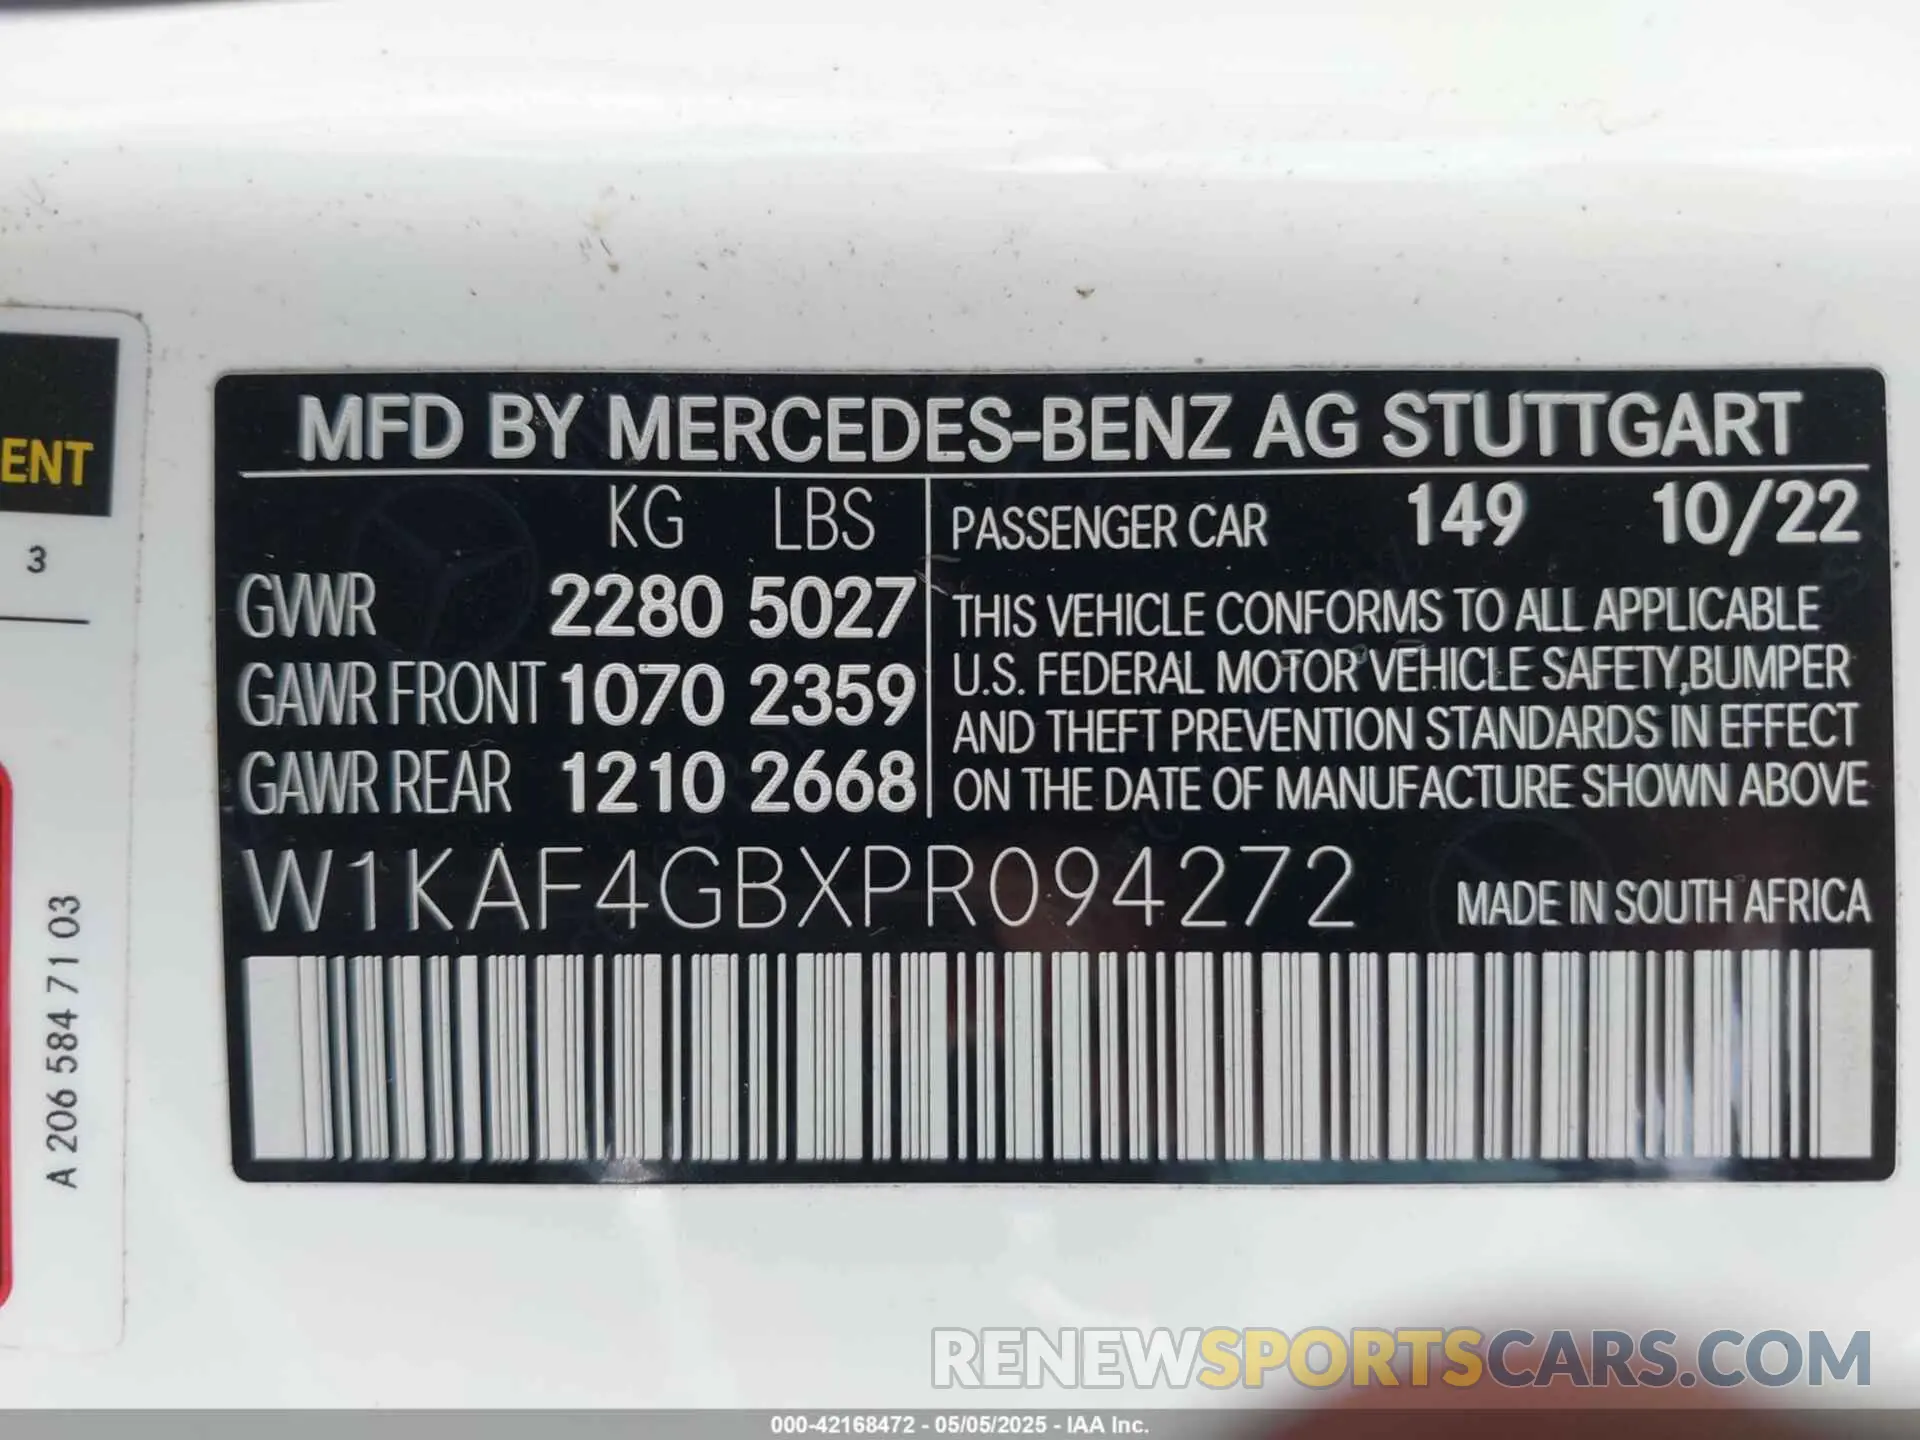 MFD BY MERCEDES-BENZ AG STUTTGART
KG LBS
GVWR 2280 5027
GAWR FRONT 1070 2359
GAWR REAR 1210 2668
PASSENGER CAR 149 10/22
THIS VEHICLE CONFORMS TO ALL APPLICABLE
U.S. FEDERAL MOTOR VEHICLE SAFETY,BUMPER
AND THEFT PREVENTION STANDARDS IN EFFECT
ON THE DATE OF MANUFACTURE SHOWN ABOVE
W1KAF4GBXPR094272
MADE IN SOUTH AFRICA
ENT
3
A 206 584 71 03
RENEWSPORTSCARS.COM
000-42168472 - 05/05/2025 - IAA Inc.